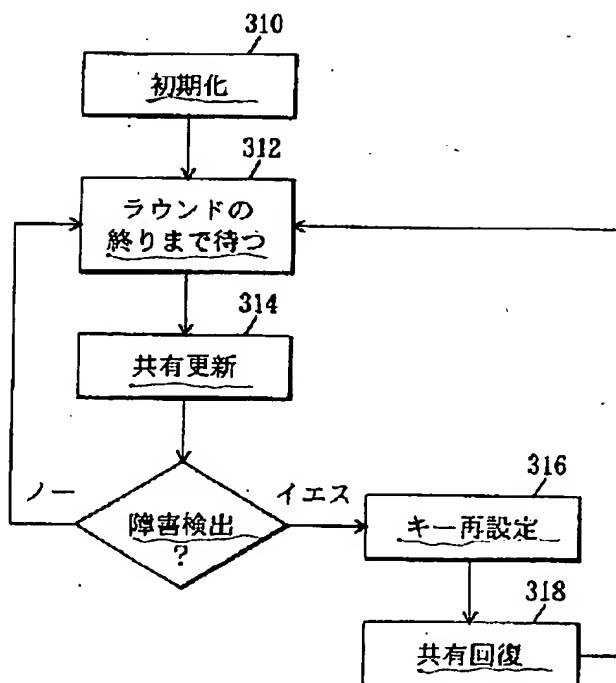 310
初期化
312
ラウンドの
終りまで待つ
314
共有更新
ノー
障害検出
?
イエス
316
キー再設定
318
共有回復